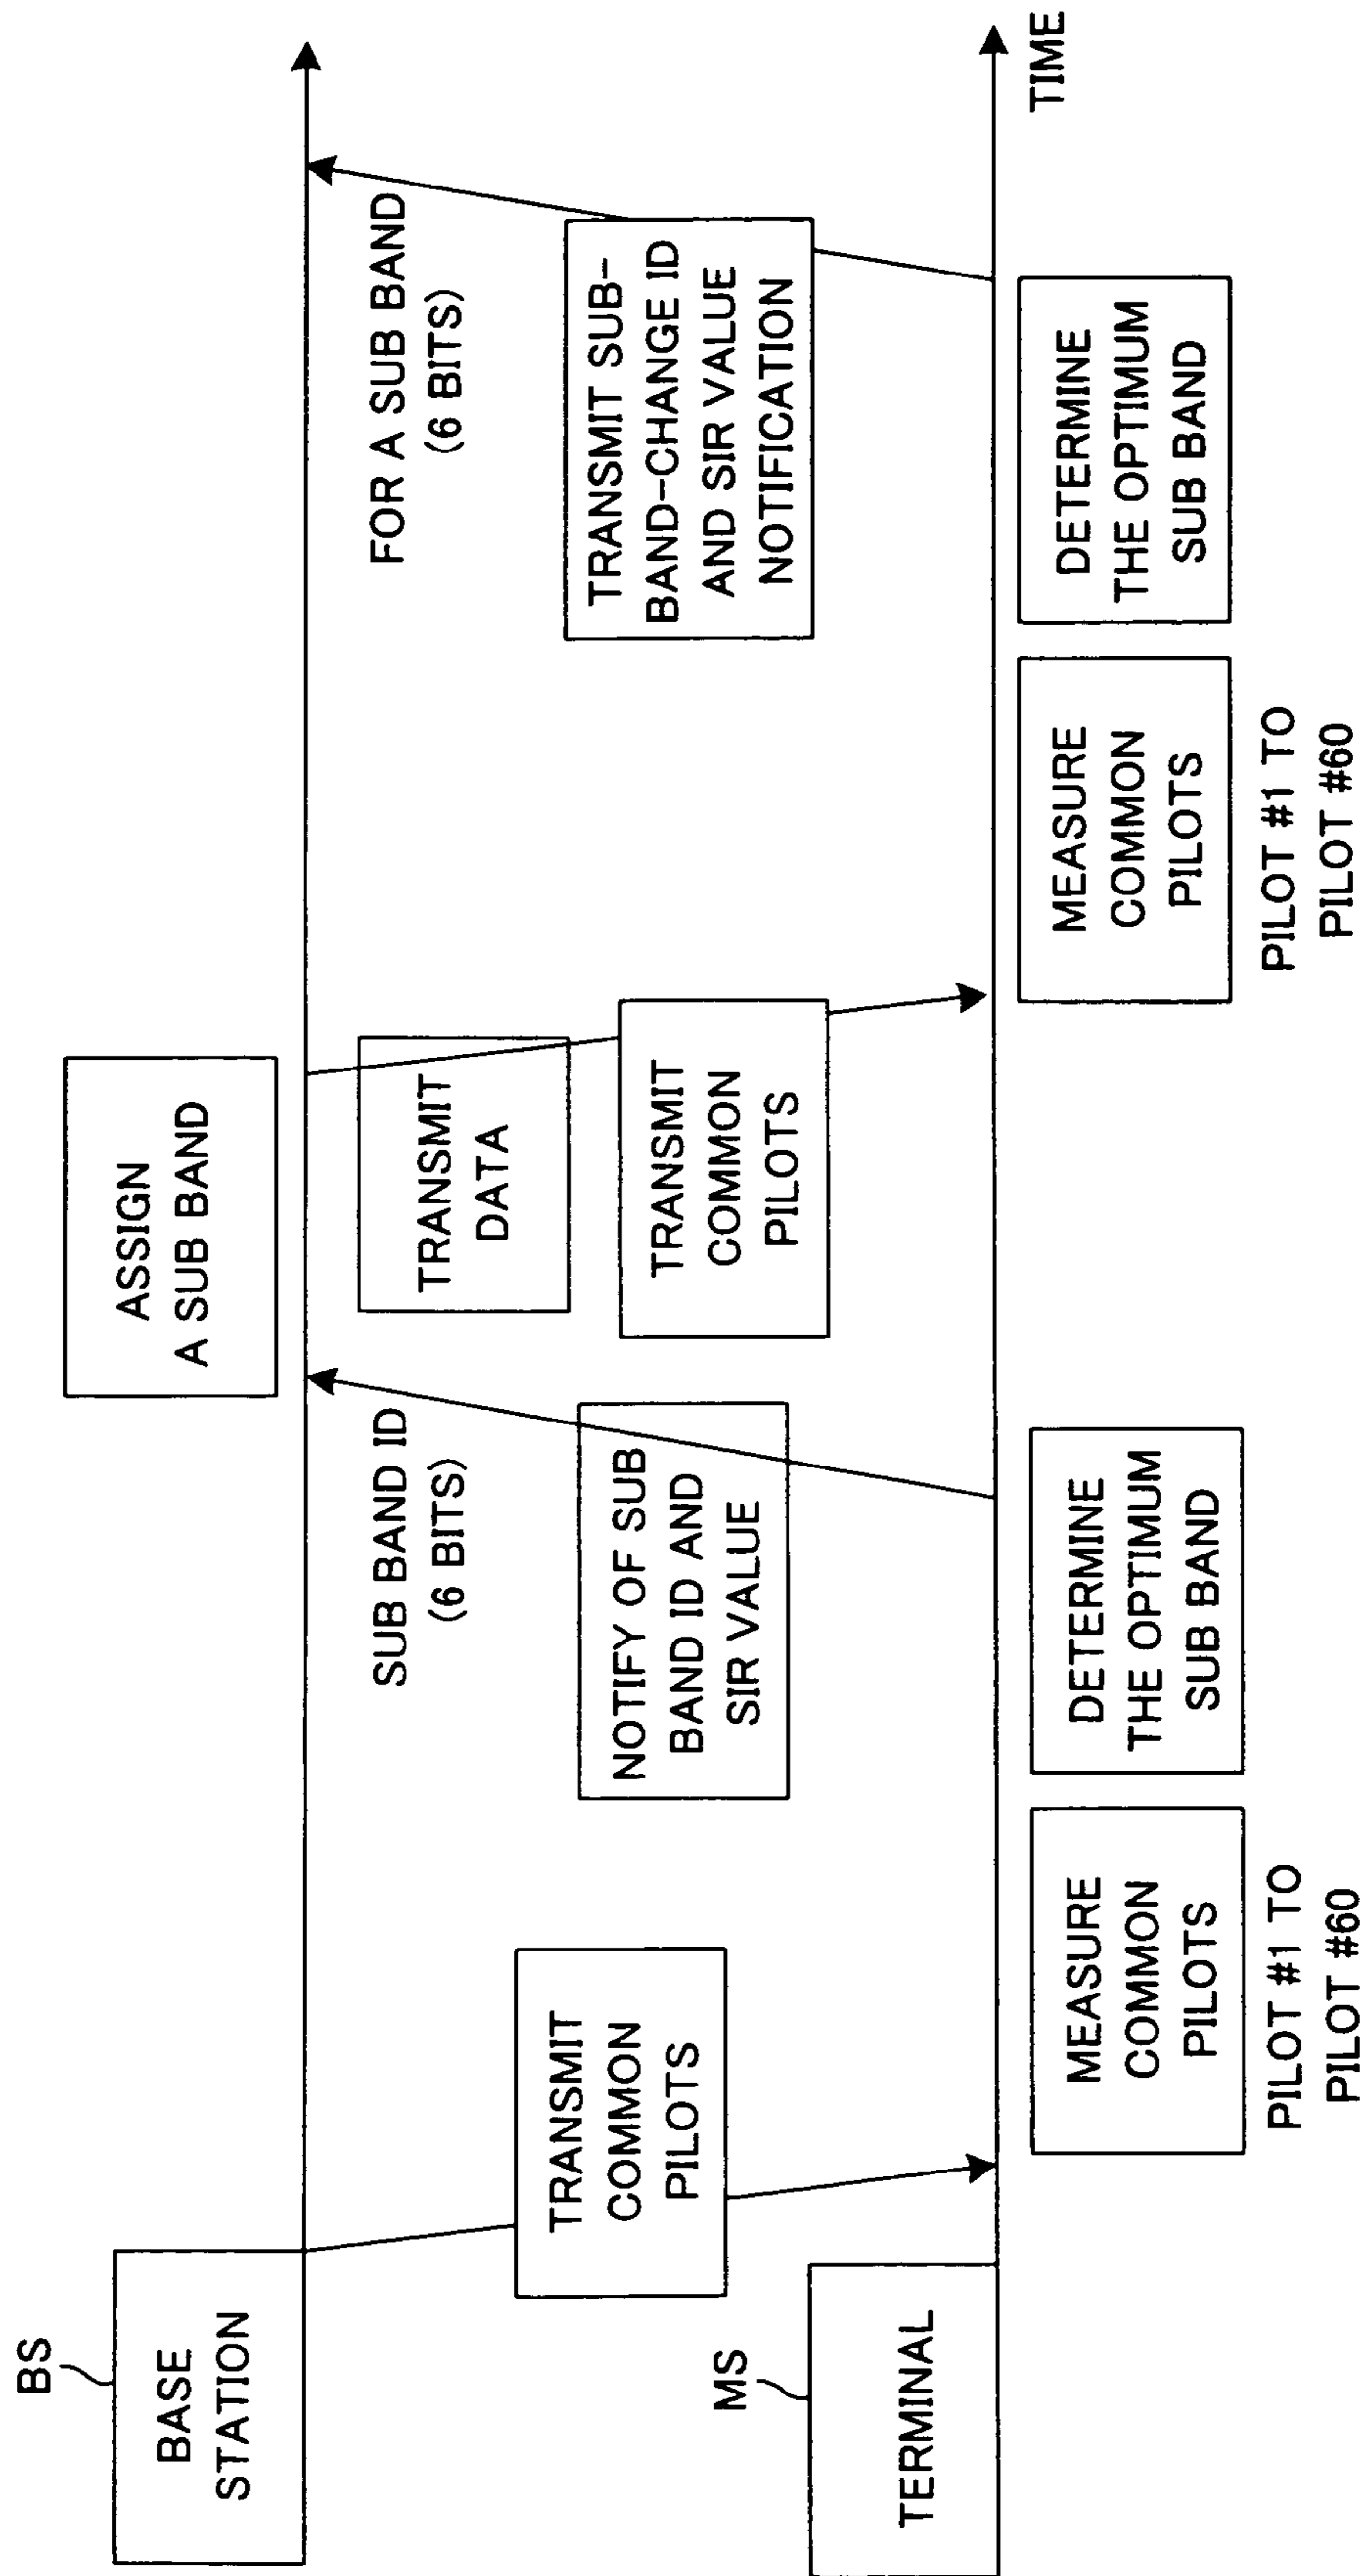 BS
BASE
STATION
MS
TERMINAL
TRANSMIT
COMMON
PILOTS
MEASURE
COMMON
PILOTS
PILOT #1 TO
PILOT #60
DETERMINE
THE OPTIMUM
SUB BAND
NOTIFY OF SUB
BAND ID AND
SIR VALUE
SUB BAND ID
(6 BITS)
ASSIGN
A SUB BAND
TRANSMIT
DATA
TRANSMIT
COMMON
PILOTS
MEASURE
COMMON
PILOTS
PILOT #1 TO
PILOT #60
DETERMINE
THE OPTIMUM
SUB BAND
TRANSMIT SUB-
BAND-CHANGE ID
AND SIR VALUE
NOTIFICATION
FOR A SUB BAND
(6 BITS)
TIME